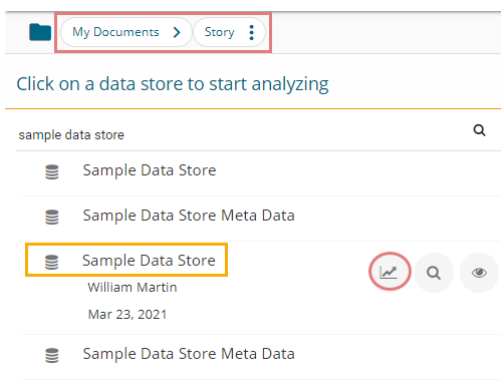 My Documents > Story
Click on a data store to start analyzing
sample data store
Sample Data Store
Sample Data Store Meta Data
Sample Data Store
William Martin
Mar 23, 2021
Sample Data Store Meta Data